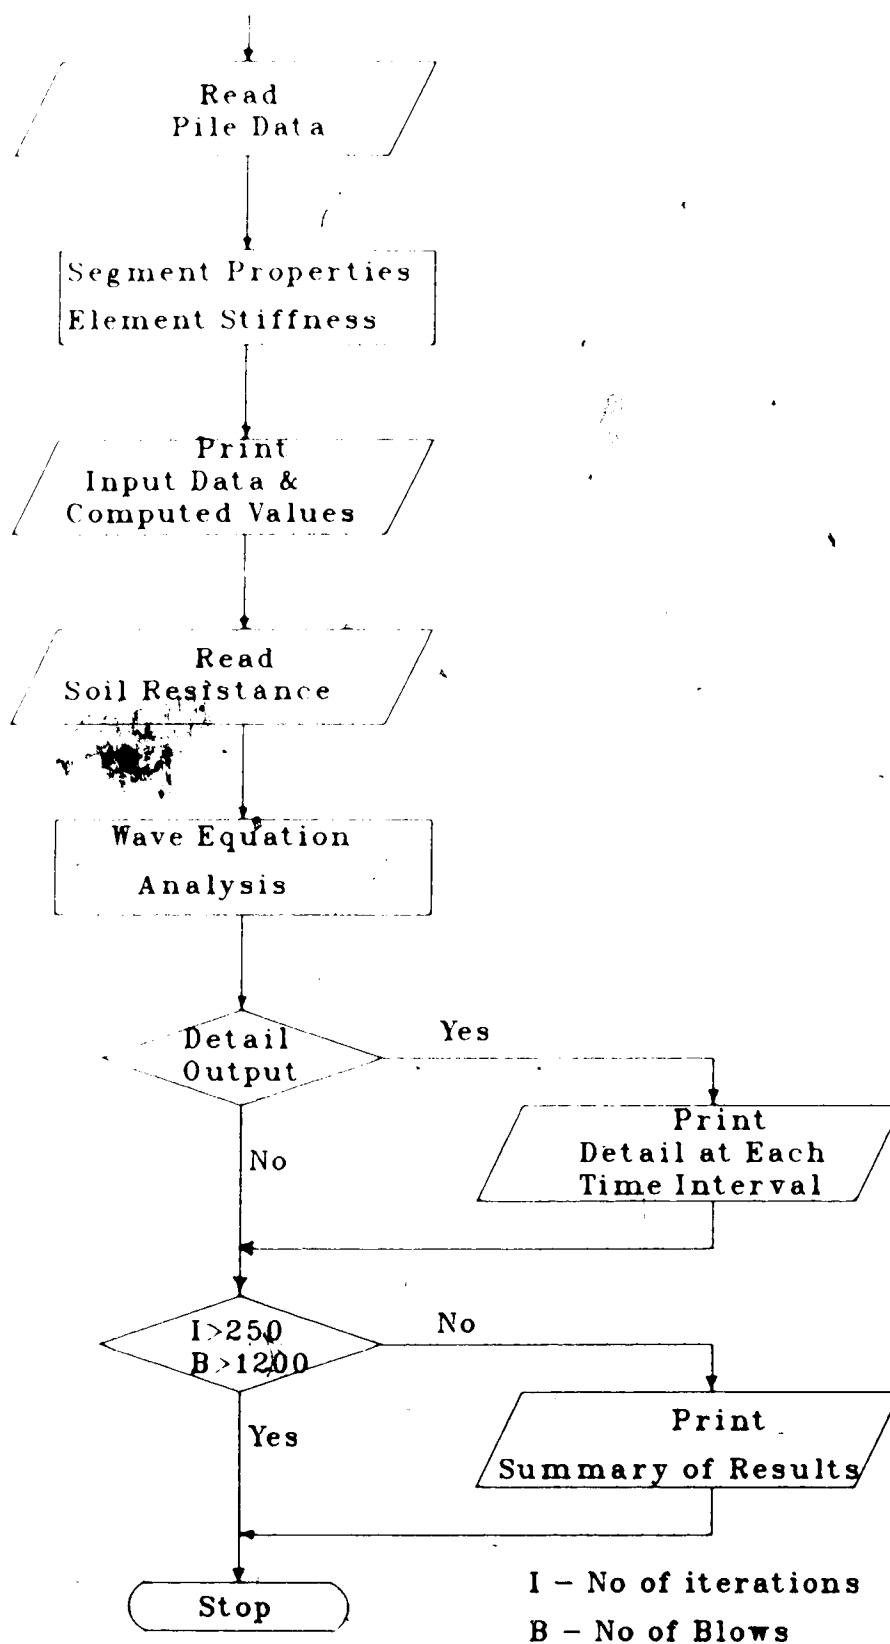 Read
Pile Data
Segment Properties
Element Stiffness
Print
Input Data &
Computed Values
Read
Soil Resistance
Wave Equation
Analysis
Detail
Output
Yes
Print
Detail at Each
Time Interval
No
I>250
B>1200
No
Print
Summary of Results
Yes
Stop
I - No of iterations
B - No of Blows